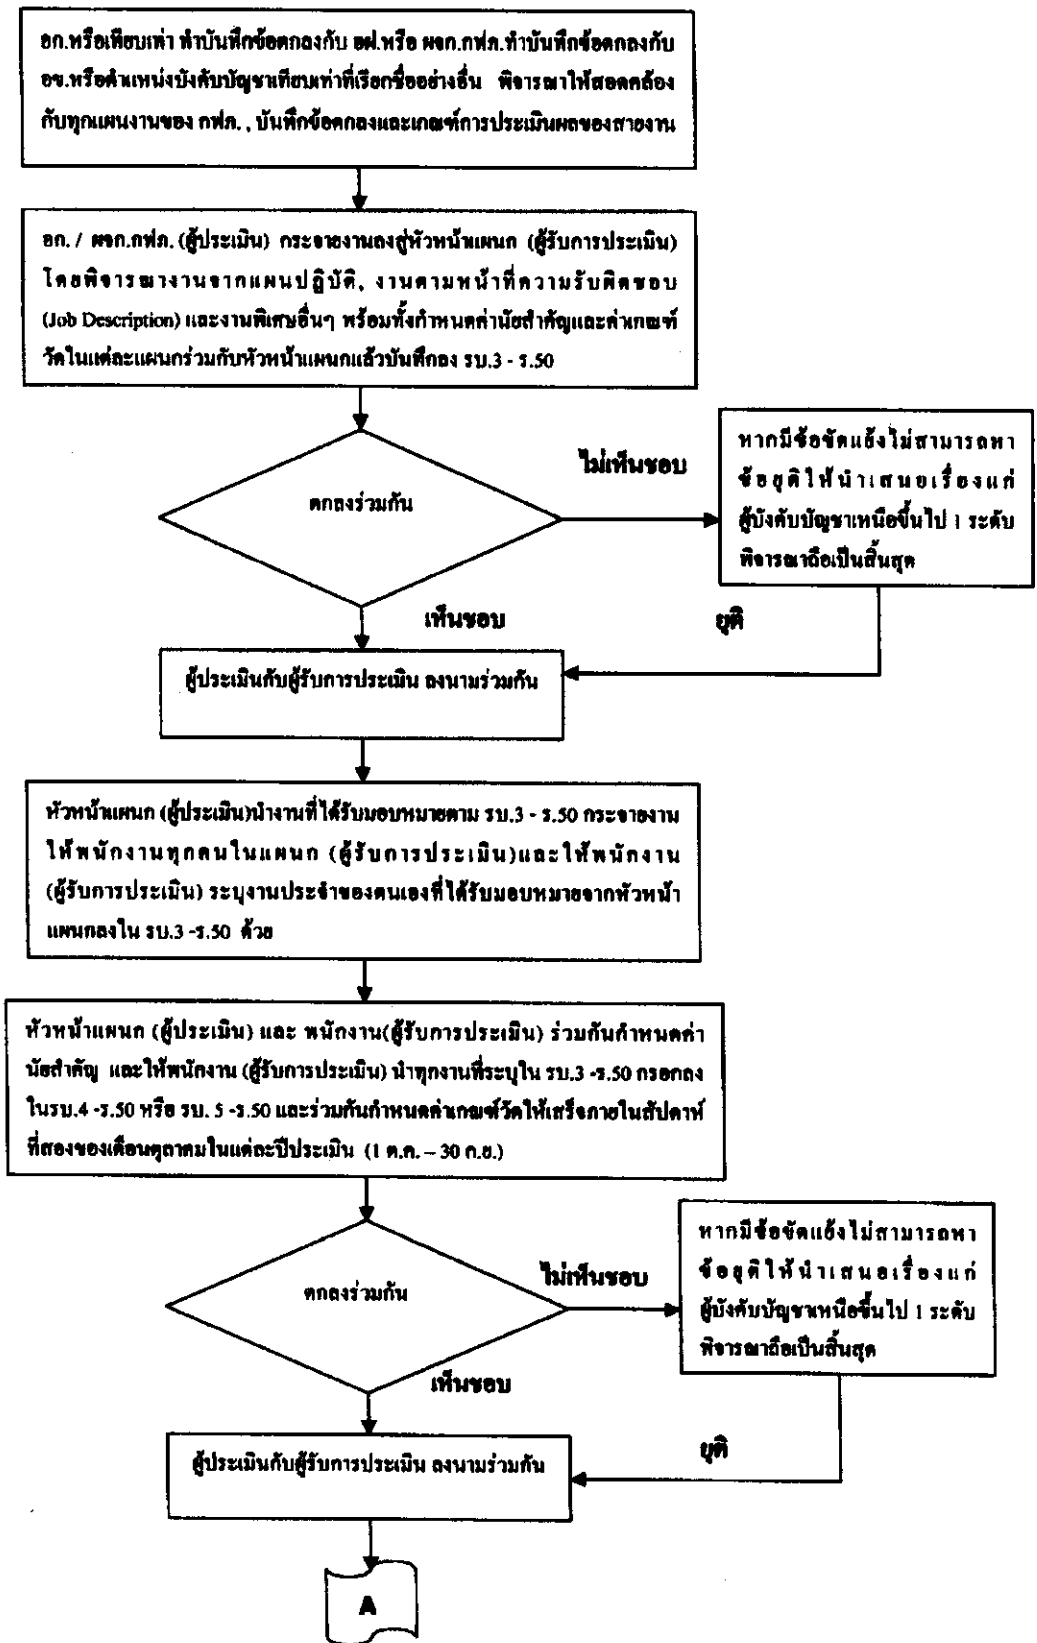 อก.หรือเทียบเท่า ทำบันทึกข้อตกลงกับ อฝ.หรือ ผจก.กฟภ.ทำบันทึกข้อตกลงกับ
อข.หรือตำแหน่งบังคับบัญชาเทียบเท่าที่เรียกชื่ออย่างอื่น พิจารณาให้สอดคล้อง
กับทุกแผนงานของ กฟภ. , บันทึกข้อตกลงและเกณฑ์การประเมินผลของสายงาน
อก. / ผจก.กฟภ. (ผู้ประเมิน) กระจายงานลงสู่หัวหน้าแผนก (ผู้รับการประเมิน)
โดยพิจารณางานจากแผนปฏิบัติ, งานตามหน้าที่ความรับผิดชอบ
(Job Description) และงานพิเศษอื่นๆ พร้อมทั้งกำหนดค่านัยสำคัญและค่าเกณฑ์
วัดในแต่ละแผนกร่วมกับหัวหน้าแผนกแล้วบันทึกลง รบ.3 - ร.50
ตกลงร่วมกัน
ไม่เห็นชอบ
หากมีข้อขัดแย้งไม่สามารถหา
ข้อยุติให้นำเสนอเรื่องแก่
ผู้บังคับบัญชาเหนือขึ้นไป 1 ระดับ
พิจารณาถือเป็นสิ้นสุด
เห็นชอบ
ยุติ
ผู้ประเมินกับผู้รับการประเมิน ลงนามร่วมกัน
หัวหน้าแผนก (ผู้ประเมิน)นำงานที่ได้รับมอบหมายตาม รบ.3 - ร.50 กระจายงาน
ให้พนักงานทุกคนในแผนก (ผู้รับการประเมิน)และให้พนักงาน
(ผู้รับการประเมิน) ระบุงานประจำของตนเองที่ได้รับมอบหมายจากหัวหน้า
แผนกลงใน รบ.3 -ร.50 ด้วย
หัวหน้าแผนก (ผู้ประเมิน) และ พนักงาน(ผู้รับการประเมิน) ร่วมกันกำหนดค่า
นัยสำคัญ และให้พนักงาน (ผู้รับการประเมิน) นำทุกงานที่ระบุใน รบ.3 -ร.50 กรอกลง
ในรบ.4 -ร.50 หรือ รบ. 5 -ร.50 และร่วมกันกำหนดค่าเกณฑ์วัดให้เสร็จภายในสัปดาห์
ที่สองของเดือนตุลาคมในแต่ละปีประเมิน (1 ต.ค. – 30 ก.ย.)
ตกลงร่วมกัน
ไม่เห็นชอบ
หากมีข้อขัดแย้งไม่สามารถหา
ข้อยุติให้นำเสนอเรื่องแก่
ผู้บังคับบัญชาเหนือขึ้นไป 1 ระดับ
พิจารณาถือเป็นสิ้นสุด
เห็นชอบ
ยุติ
ผู้ประเมินกับผู้รับการประเมิน ลงนามร่วมกัน
A